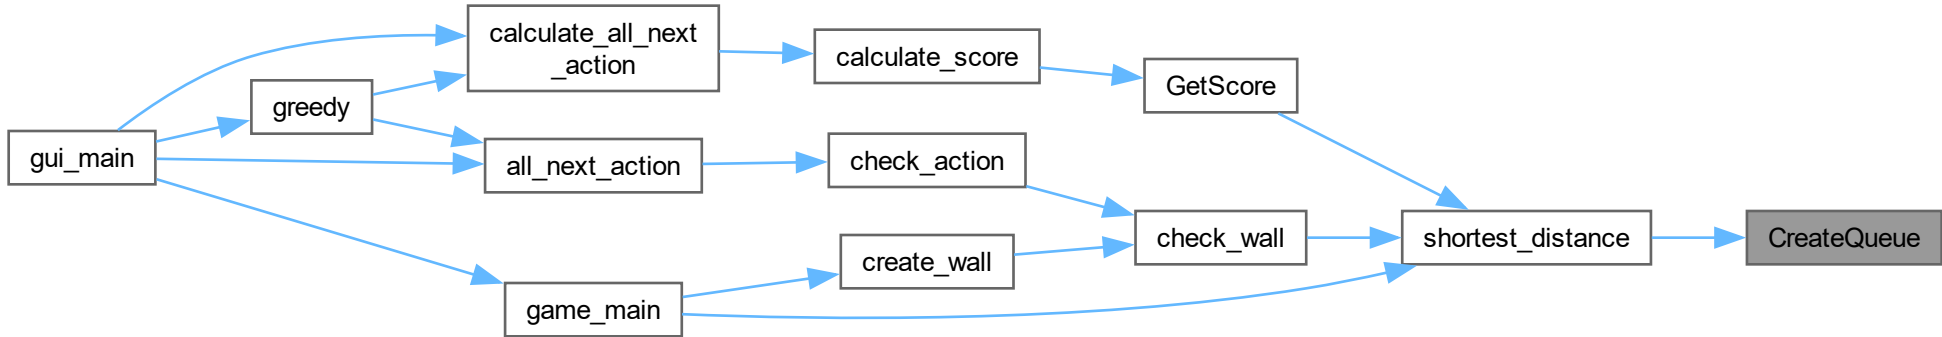 calculate_all_next
_action
calculate_score
GetScore
greedy
gui_main
all_next_action
check_action
check_wall
shortest_distance
CreateQueue
create_wall
game_main